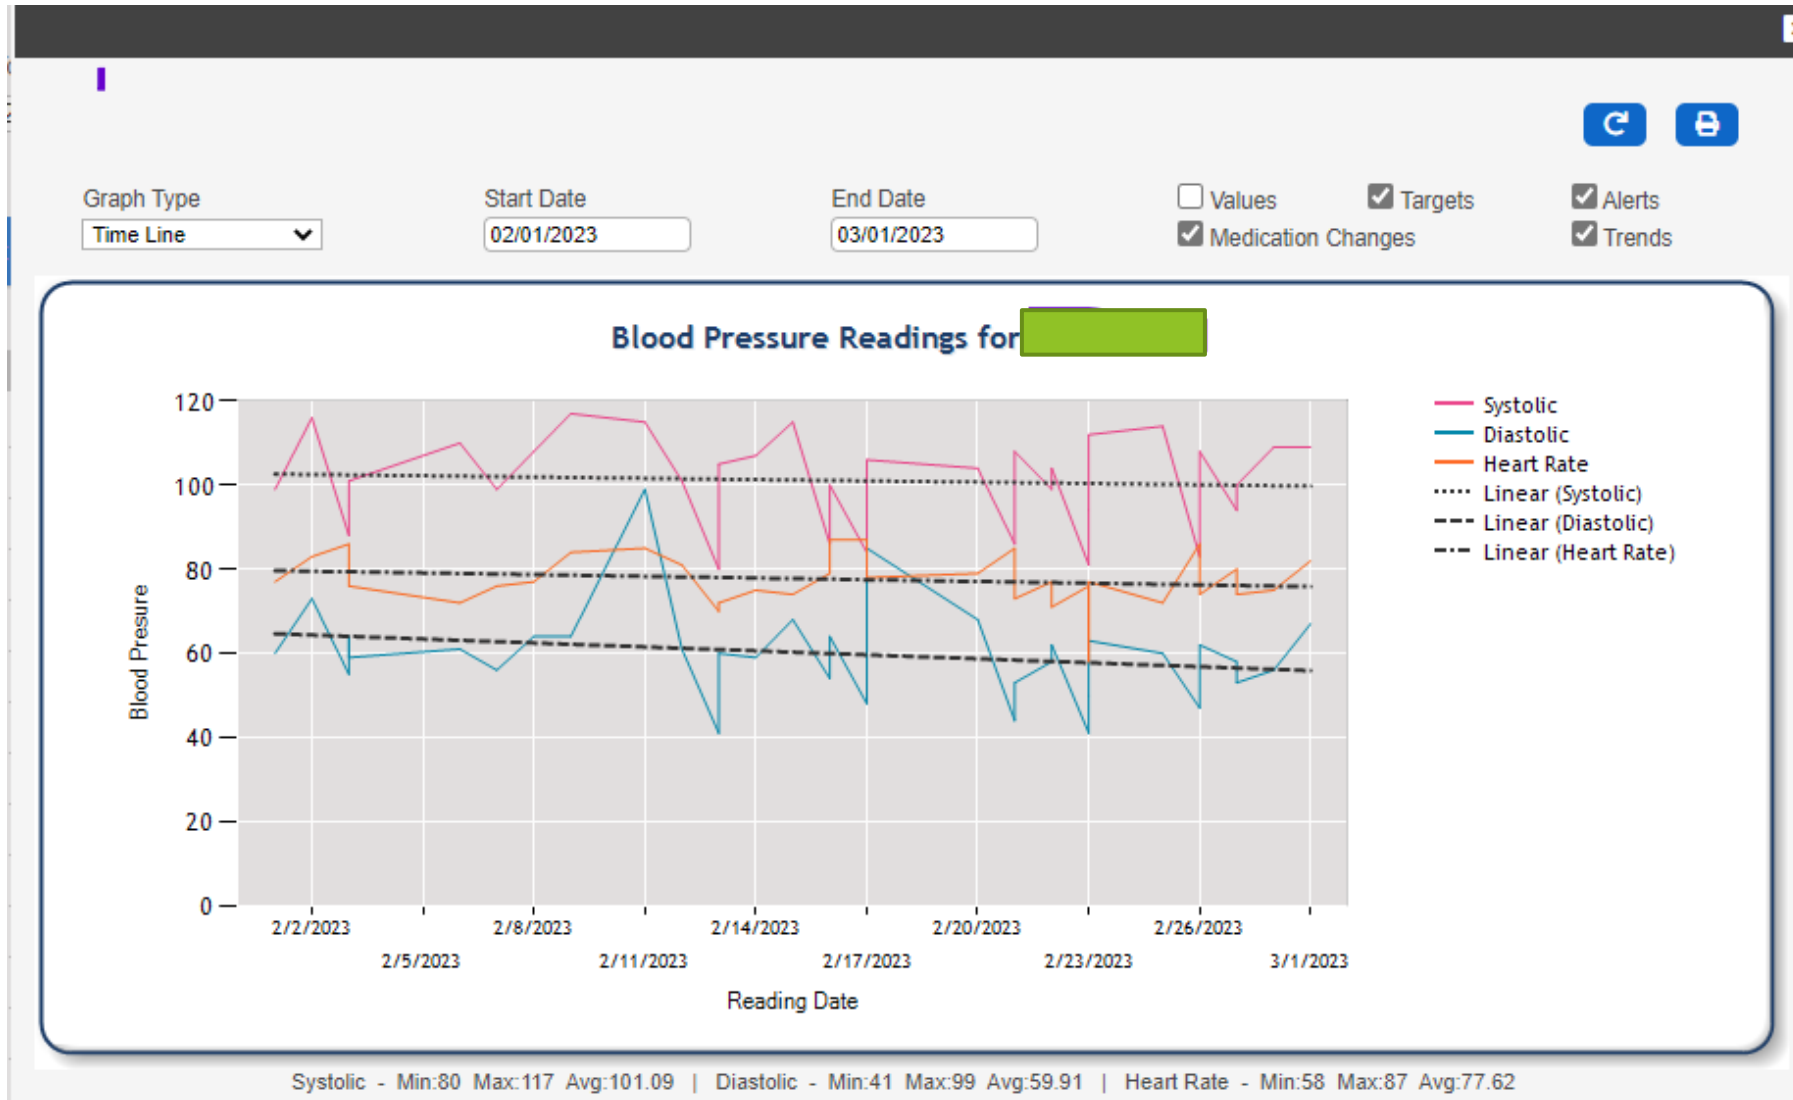 Graph Type Start Date End Date Values Targets Alerts
Time Line 02/01/2023 03/01/2023 Medication Changes Trends
Blood Pressure Readings for
120
100
80
60
40
20
0
Blood Presure
Systolic
Diastolic
Heart Rate
Linear (Systolic)
Linear (Diastolic)
Linear (Heart Rate)
2/2/2023 2/8/2023 2/14/2023 2/20/2023 2/26/2023
2/5/2023 2/11/2023 2/17/2023 2/23/2023 3/1/2023
Reading Date
Systolic - Min:80 Max:117 Avg:101.09 | Diastolic - Min:41 Max:99 Avg:59.91 | Heart Rate - Min:58 Max:87 Avg:77.62